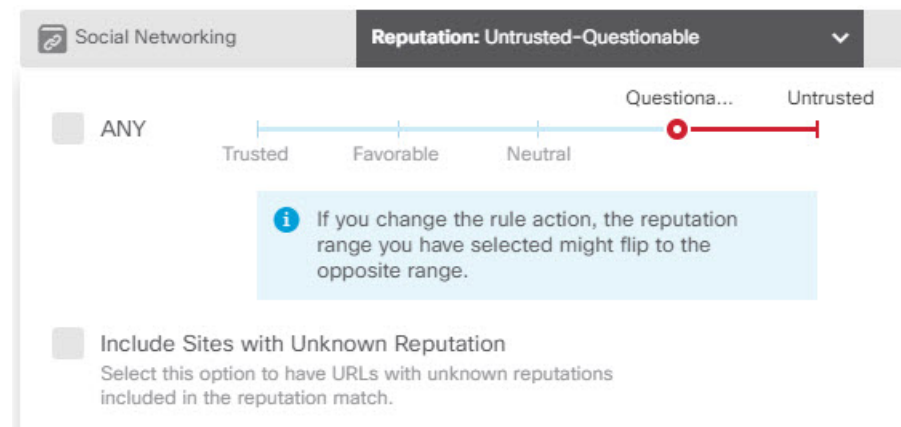 Social Networking
Reputation: Untrusted-Questionable
Questiona... Untrusted
ANY
Trusted Favorable Neutral
If you change the rule action, the reputation
range you have selected might flip to the
opposite range.
Include Sites with Unknown Reputation
Select this option to have URLs with unknown reputations
included in the reputation match.